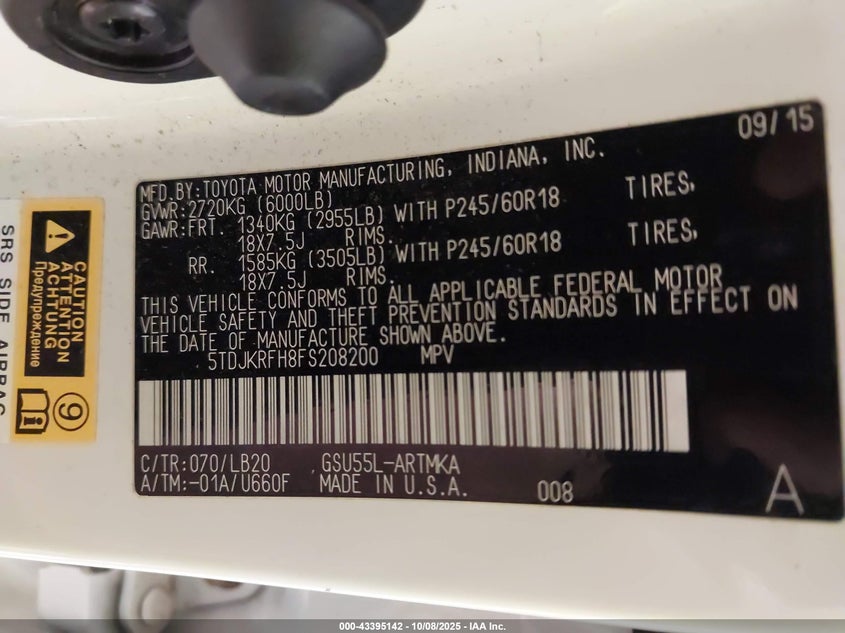 09/15
MFD.BY:TOYOTA MOTOR MANUFACTURING, INDIANA, INC.
GVWR:2720KG (6000LB)
GAWR:FRT. 1340KG (2955LB) WITH P245/60R18 TIRES,
18X7.5J RIMS.
RR. 1585KG (3505LB) WITH P245/60R18 TIRES,
18X7.5J RIMS.
THIS VEHICLE CONFORMS TO ALL APPLICABLE FEDERAL MOTOR
VEHICLE SAFETY AND THEFT PREVENTION STANDARDS IN EFFECT ON
THE DATE OF MANUFACTURE SHOWN ABOVE.
5TDJKRFH8FS208200 MPV
C/TR:070/LB20 GSU55L-ARTMKA
A/TM:-01A/U660F MADE IN U.S.A. 008 A
CAUTION
ATTENTION
ACHTUNG
Предупреждение
9
SRS SIDE AIRBAG
000-43395142 - 10/08/2025 - IAA Inc.